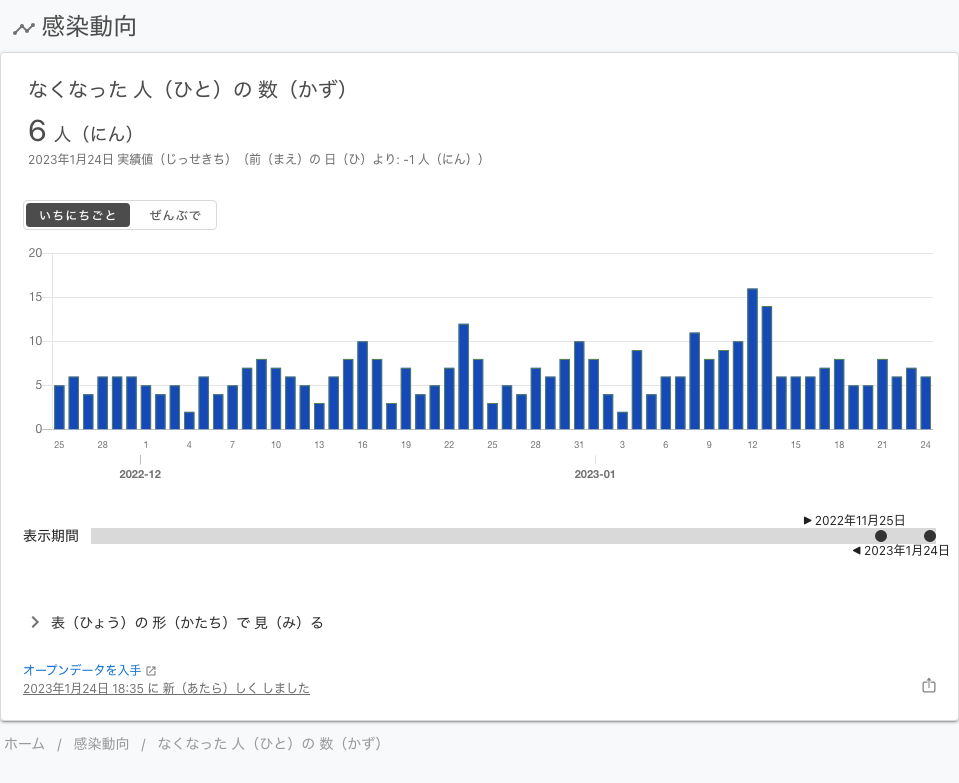 感染動向
なくなった 人（ひと）の 数（かず）
6 人（にん）
2023年1月24日 実績値（じっせきち）（前（まえ）の 日（ひ）より: -1 人（にん））
いちにちごと ぜんぶで
20
15
10
5
0
25 28 1 4 7 10 13 16 19 22 25 28 31 3 6 9 12 15 18 21 24
2022-12 2023-01
▶ 2022年11月25日
表示期間
◀ 2023年1月24日
表（ひょう）の 形（かたち）で 見（み）る
オープンデータを入手
2023年1月24日 18:35 に 新（あたら）しく しました
ホーム / 感染動向 / なくなった 人（ひと）の 数（かず）